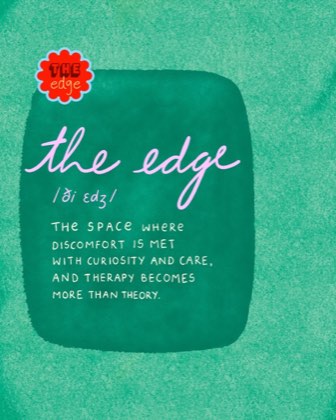 THE
edge
the edge
/ði ɛdʒ/
THE SPACE WHERE
DISCOMFORT IS MET
WITH CURIOSITY AND CARE,
AND THERAPY BECOMES
MORE THAN THEORY.